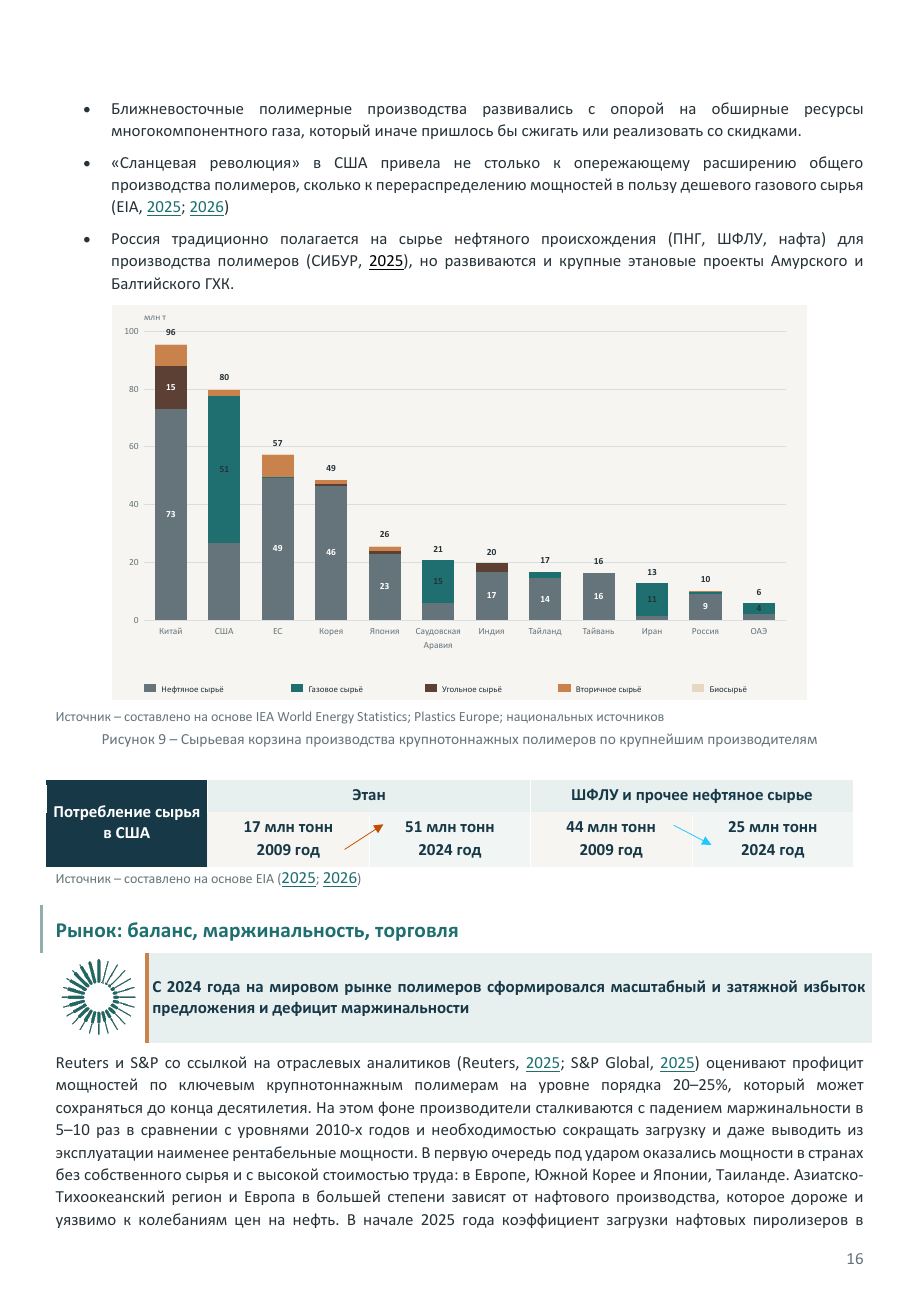 • Ближневосточные полимерные производства развивались с опорой на обширные ресурсы
многокомпонентного газа, который иначе пришлось бы сжигать или реализовать со скидками.
• «Сланцевая революция» в США привела не столько к опережающему расширению общего
производства полимеров, сколько к перераспределению мощностей в пользу дешевого газового сырья
(EIA, 2025; 2026)
• Россия традиционно полагается на сырье нефтяного происхождения (ПНГ, ШФЛУ, нафта) для
производства полимеров (СИБУР, 2025), но развиваются и крупные этановые проекты Амурского и
Балтийского ГХК.
млн т
100
80
60
40
20
0
96
15
73
80
51
57
49
49
46
26
23
21
15
20
17
17
14
16
16
13
11
10
9
6
4
Китай
США
ЕС
Корея
Япония
Саудовская
Аравия
Индия
Тайланд
Тайвань
Иран
Россия
ОАЭ
Нефтяное сырьё
Газовое сырьё
Угольное сырьё
Вторичное сырьё
Биосырьё
Источник – составлено на основе IEA World Energy Statistics; Plastics Europe; национальных источников
Рисунок 9 – Сырьевая корзина производства крупнотоннажных полимеров по крупнейшим производителям
Потребление сырья
в США
Этан
ШФЛУ и прочее нефтяное сырье
17 млн тонн
2009 год
51 млн тонн
2024 год
44 млн тонн
2009 год
25 млн тонн
2024 год
Источник – составлено на основе EIA (2025; 2026)
Рынок: баланс, маржинальность, торговля
С 2024 года на мировом рынке полимеров сформировался масштабный и затяжной избыток
предложения и дефицит маржинальности
Reuters и S&P со ссылкой на отраслевых аналитиков (Reuters, 2025; S&P Global, 2025) оценивают профицит
мощностей по ключевым крупнотоннажным полимерам на уровне порядка 20–25%, который может
сохраняться до конца десятилетия. На этом фоне производители сталкиваются с падением маржинальности в
5–10 раз в сравнении с уровнями 2010-х годов и необходимостью сокращать загрузку и даже выводить из
эксплуатации наименее рентабельные мощности. В первую очередь под ударом оказались мощности в странах
без собственного сырья и с высокой стоимостью труда: в Европе, Южной Корее и Японии, Таиланде. Азиатско-
Тихоокеанский регион и Европа в большей степени зависят от нафтового производства, которое дороже и
уязвимо к колебаниям цен на нефть. В начале 2025 года коэффициент загрузки нафтовых пиролизеров в
16